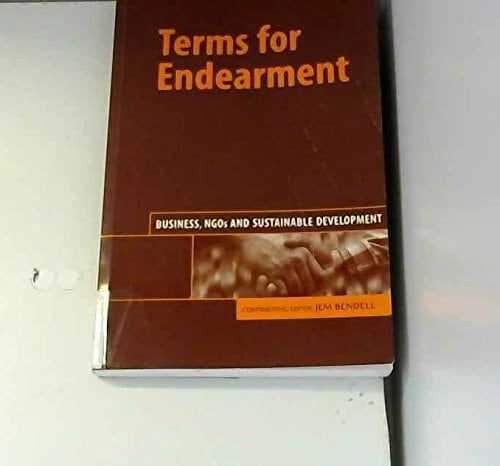 Terms for
Endearment
BUSINESS, NGOs AND SUSTAINABLE DEVELOPMENT
CONTRIBUTING EDITOR JEM BENDELL